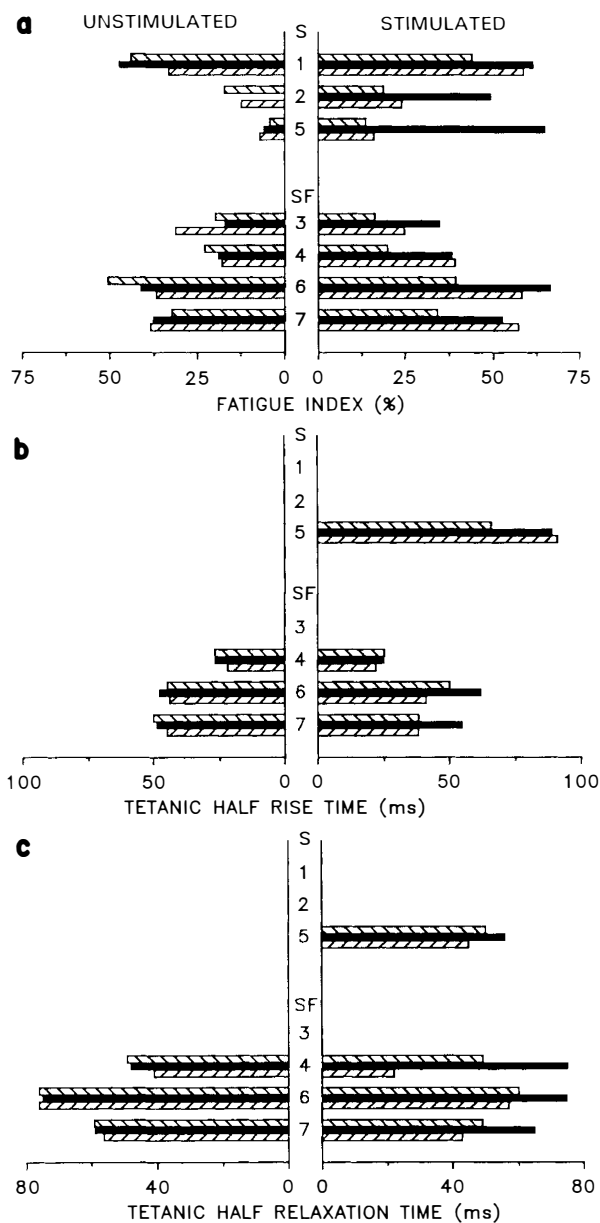 a
UNSTIMULATED STIMULATED
S
1
2
5
SF
3
4
6
7
75 50 25 0 0 25 50 75
FATIGUE INDEX (%)
b
S
1
2
5
SF
3
4
6
7
100 50 0 0 50 100
TETANIC HALF RISE TIME (ms)
c
S
1
2
5
SF
3
4
6
7
80 40 0 0 40 80
TETANIC HALF RELAXATION TIME (ms)